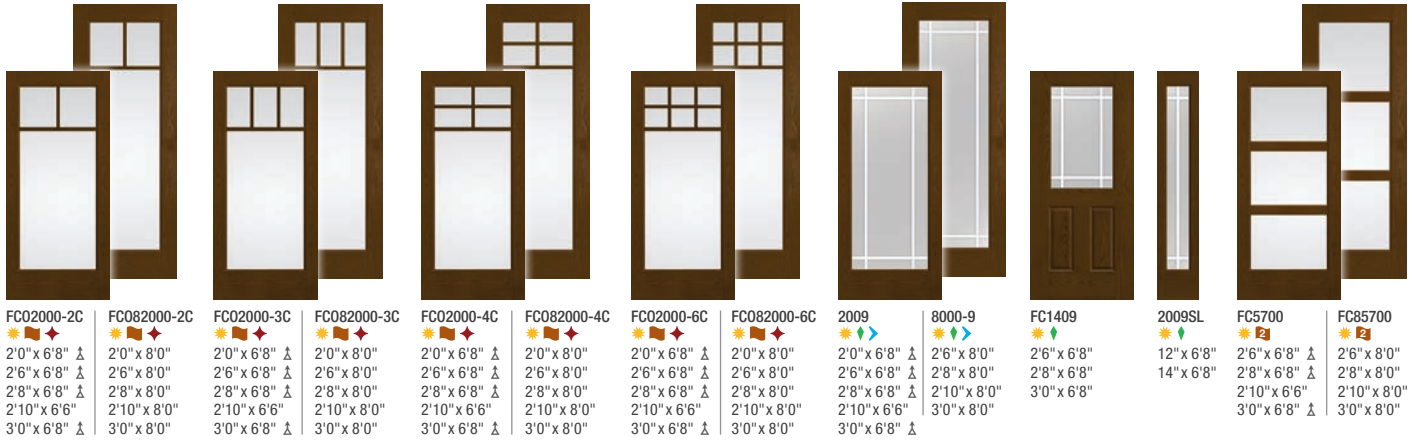 FCO2000-2C
2'0" x 6'8"
2'6" x 6'8"
2'8" x 6'8"
2'10" x 6'6"
3'0" x 6'8"
FCO82000-2C
2'0" x 8'0"
2'6" x 8'0"
2'8" x 8'0"
2'10" x 8'0"
3'0" x 8'0"
FCO2000-3C
2'0" x 6'8"
2'6" x 6'8"
2'8" x 6'8"
2'10" x 6'6"
3'0" x 6'8"
FCO82000-3C
2'0" x 8'0"
2'6" x 8'0"
2'8" x 8'0"
2'10" x 8'0"
3'0" x 8'0"
FCO2000-4C
2'0" x 6'8"
2'6" x 6'8"
2'8" x 6'8"
2'10" x 6'6"
3'0" x 6'8"
FCO82000-4C
2'0" x 8'0"
2'6" x 8'0"
2'8" x 8'0"
2'10" x 8'0"
3'0" x 8'0"
FCO2000-6C
2'0" x 6'8"
2'6" x 6'8"
2'8" x 6'8"
2'10" x 6'6"
3'0" x 6'8"
FCO82000-6C
2'0" x 8'0"
2'6" x 8'0"
2'8" x 8'0"
2'10" x 8'0"
3'0" x 8'0"
2009
2'0" x 6'8"
2'6" x 6'8"
2'8" x 6'8"
2'10" x 6'6"
3'0" x 6'8"
8000-9
2'6" x 8'0"
2'8" x 8'0"
2'10" x 8'0"
3'0" x 8'0"
FC1409
2'6" x 6'8"
2'8" x 6'8"
3'0" x 6'8"
2009SL
12" x 6'8"
14" x 6'8"
FC5700
2
2'6" x 6'8"
2'8" x 6'8"
2'10" x 6'6"
3'0" x 6'8"
FC85700
2
2'6" x 8'0"
2'8" x 8'0"
2'10" x 8'0"
3'0" x 8'0"